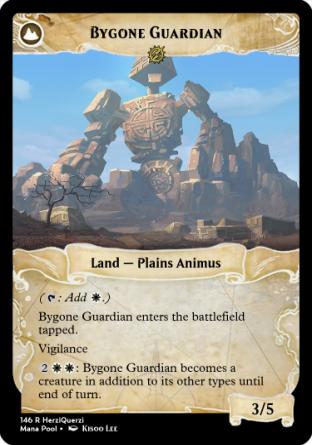 BYGONE GUARDIAN
Land — Plains Animus
( : Add .)
Bygone Guardian enters the battlefield
tapped.
Vigilance
2 : Bygone Guardian becomes a
creature in addition to its other types until
end of turn.
3/5
146 R HerziQuerzi
Mana Pool • KISOO LEE